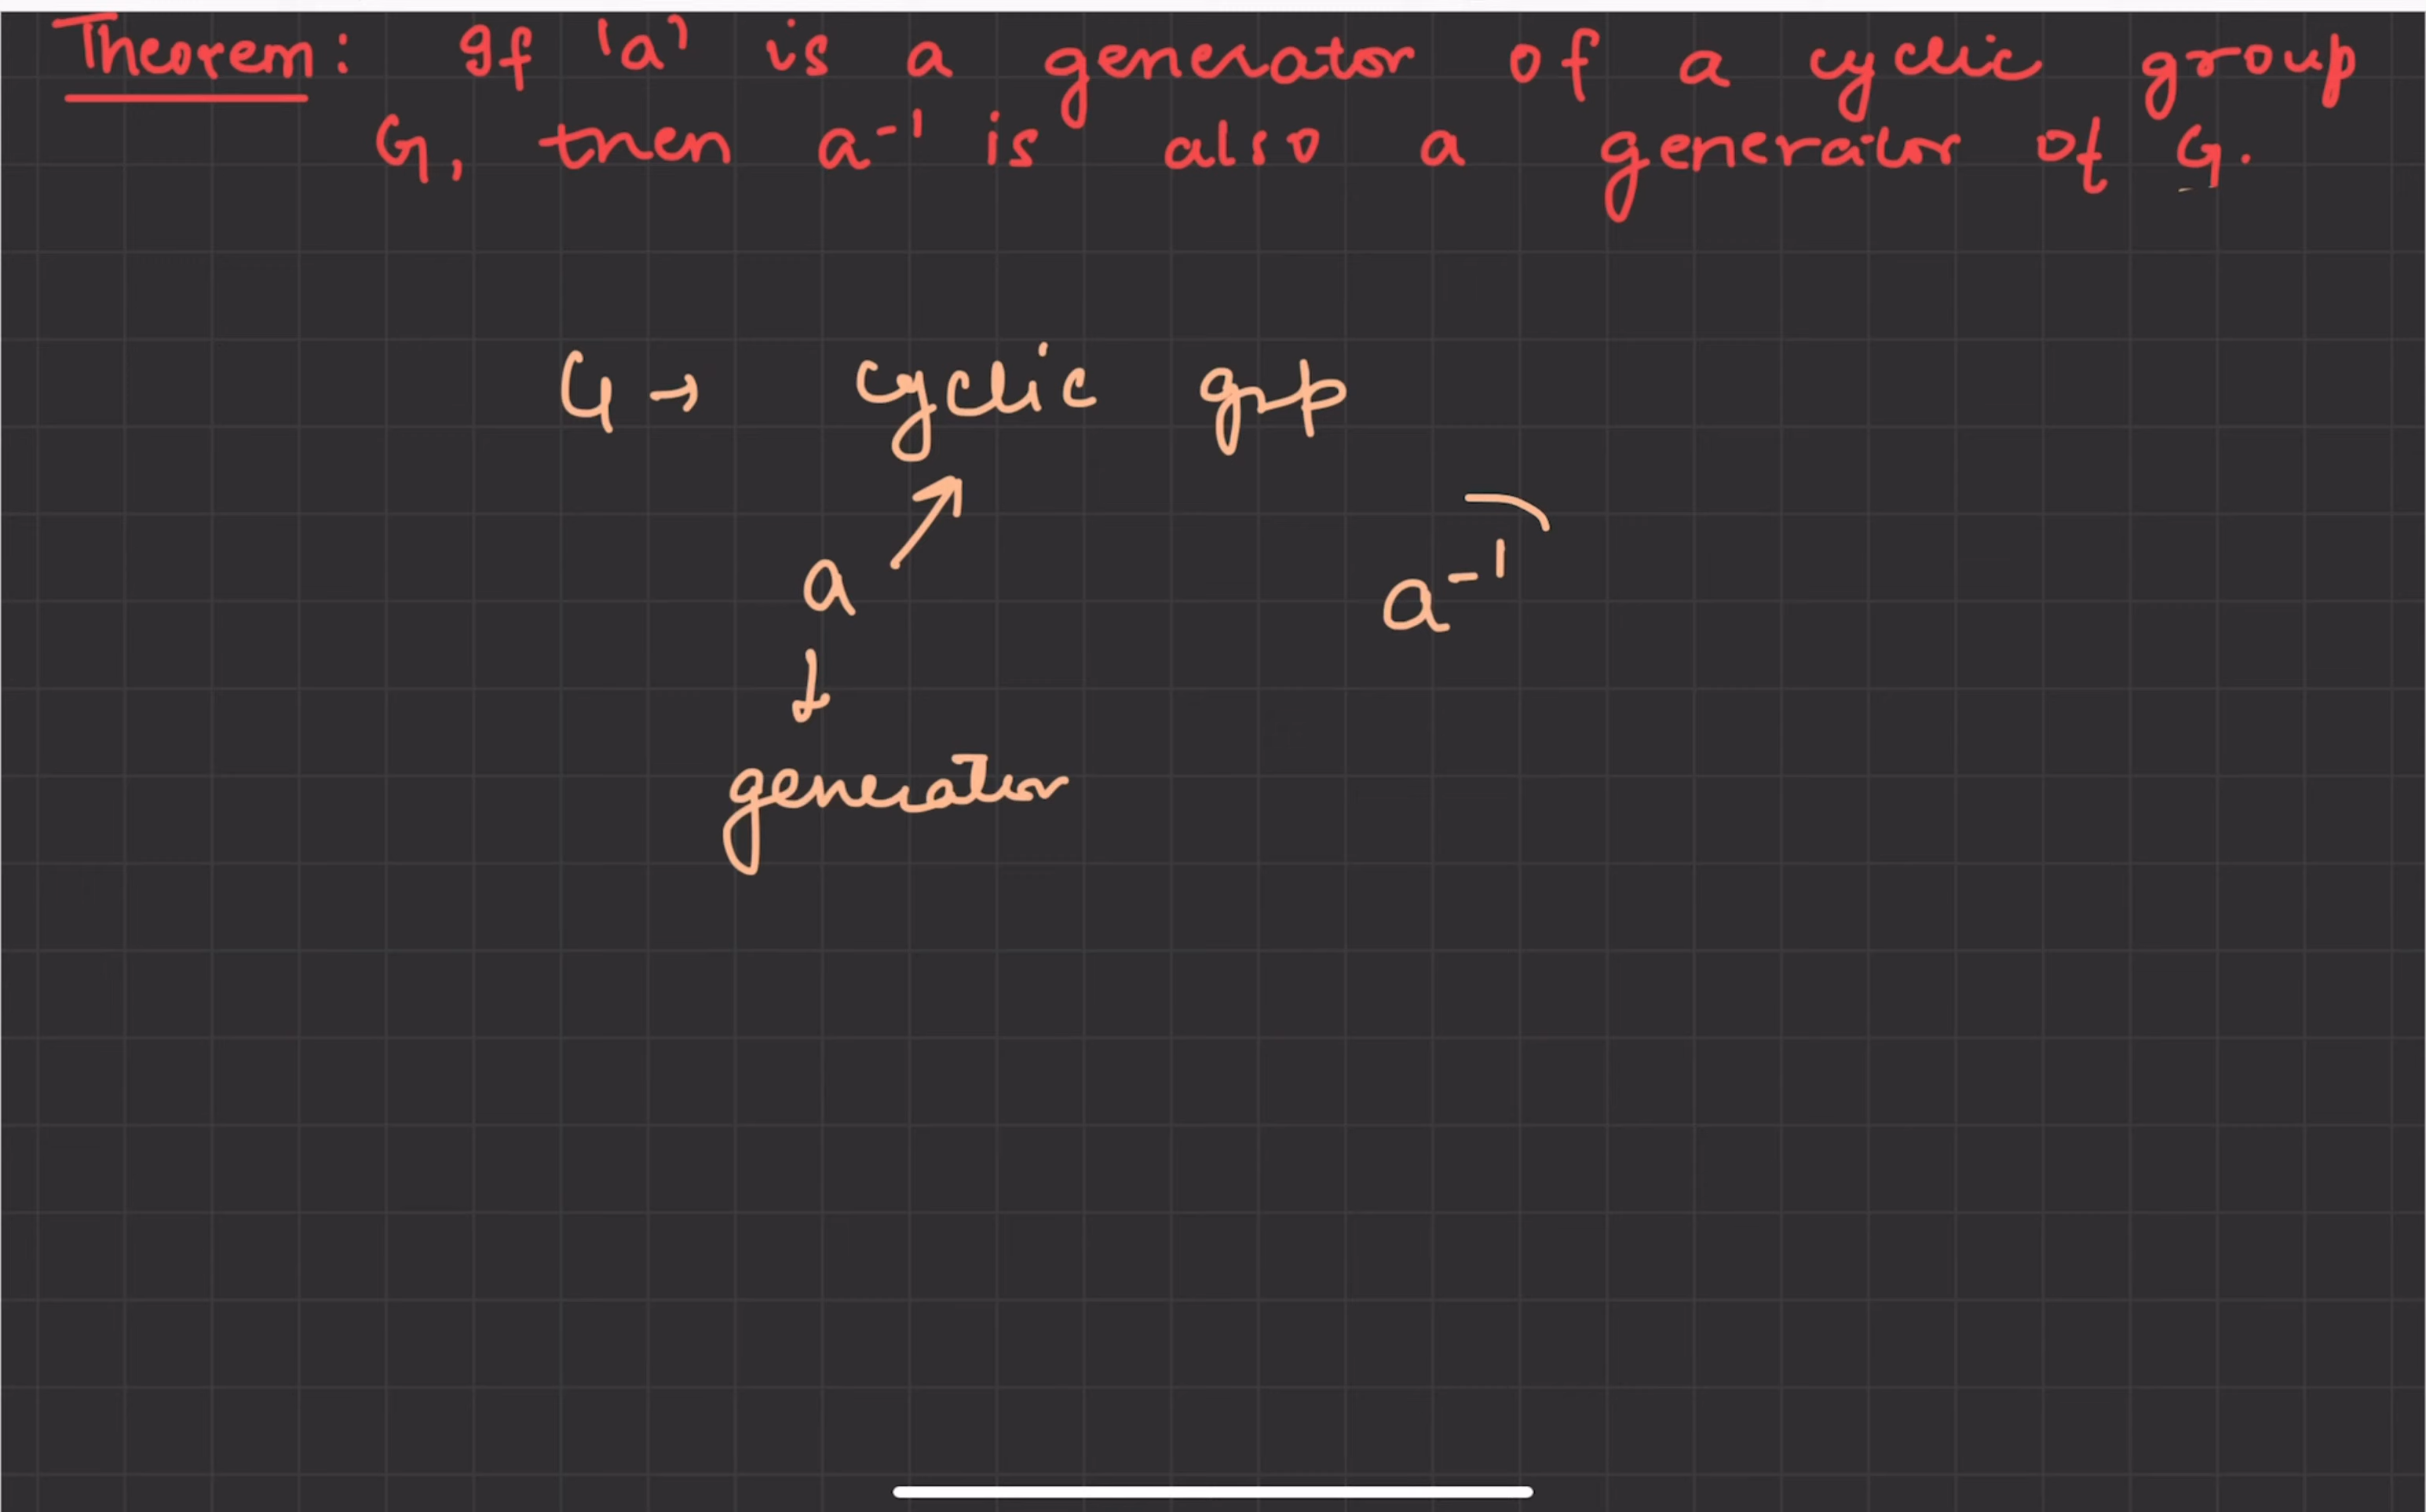 Theorem: If 'a' is a generator of a cyclic group
G, then a⁻¹ is also a generator of G.
G → cyclic grp
a a⁻¹
generator